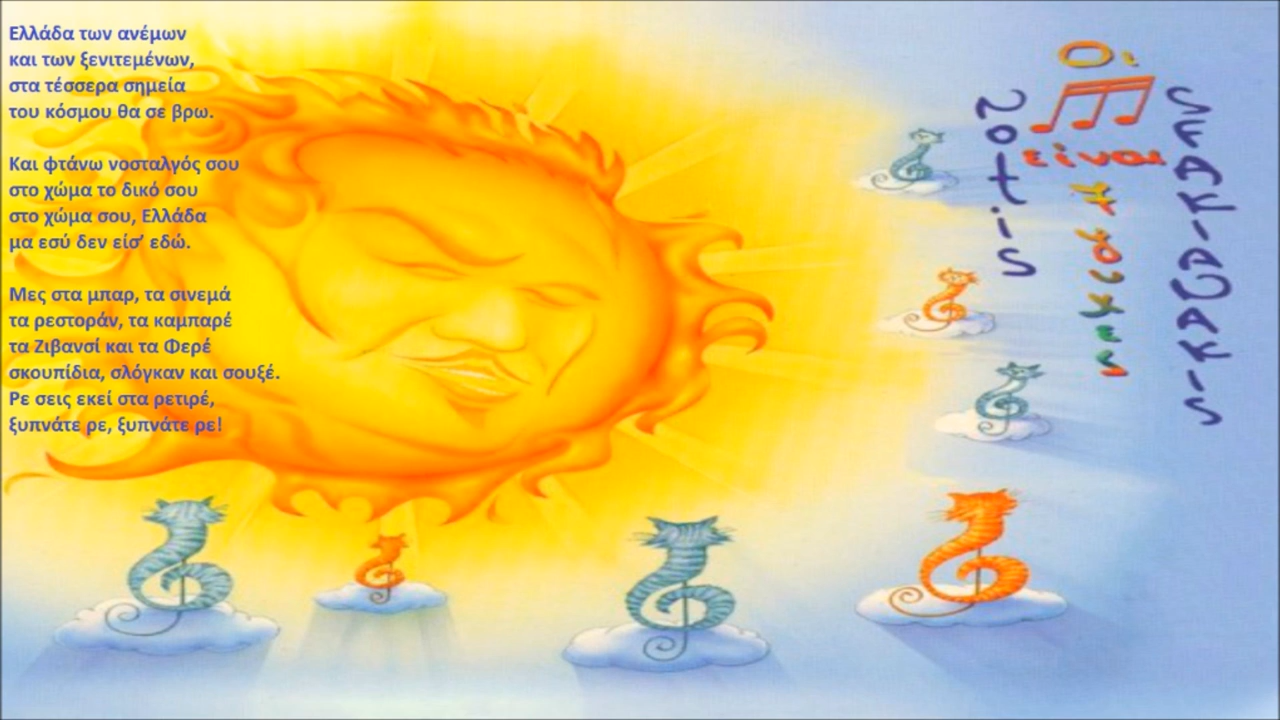 Ελλάδα των ανέμων
και των ξενιτεμένων,
στα τέσσερα σημεία
του κόσμου θα σε βρω.
Και φτάνω νοσταλγός σου
στο χώμα το δικό σου
στο χώμα σου, Ελλάδα
μα εσύ δεν είσ’ εδώ.
Μες στα μπαρ, τα σινεμά
τα ρεστοράν, τα καμπαρέ
τα Ζιβανσί και τα Φερέ
σκουπίδια, σλόγκαν και σουξέ.
Ρε σεις εκεί στα ρετιρέ,
ξυπνάτε ρε, ξυπνάτε ρε!
Οι
είναι